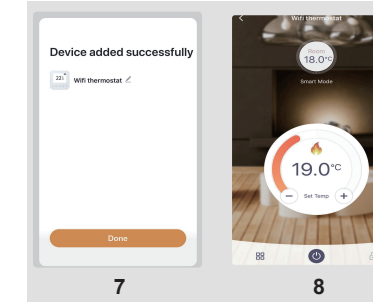 Device added successfully
Wifi thermostat
Done
7
Wifi thermostat
Room
18.0°C
Smart Mode
19.0°C
− Set Temp +
8